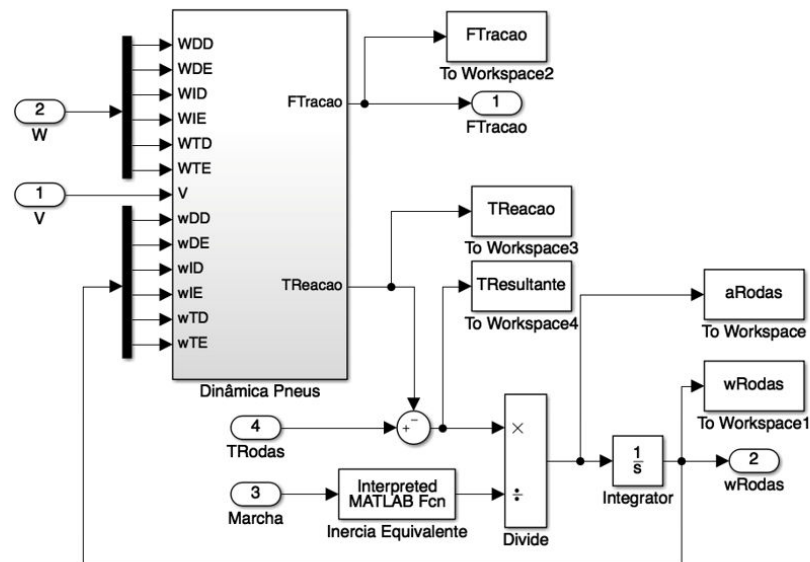 WDD
WDE
WID
WIE
WTD
WTE
V
wDD
wDE
wID
wIE
wTD
wTE
FTracao
TReacao
Dinâmica Pneus
2
W
1
V
FTracao
To Workspace2
1
FTracao
TReacao
To Workspace3
TResultante
To Workspace4
aRodas
To Workspace
wRodas
To Workspace1
4
TRodas
+ −
3
Marcha
Interpreted
MATLAB Fcn
Inercia Equivalente
×
÷
Divide
1
s
Integrator
2
wRodas